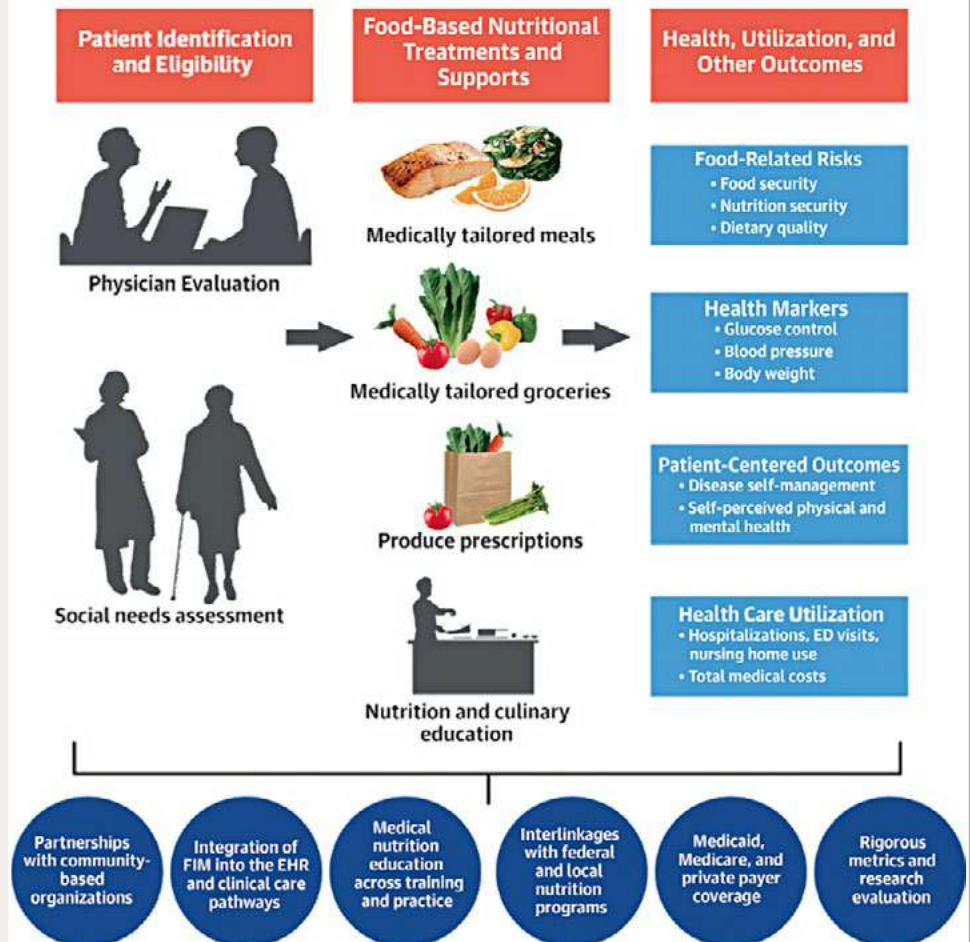 Patient Identification
and Eligibility
Food-Based Nutritional
Treatments and
Supports
Health, Utilization, and
Other Outcomes
Physician Evaluation
Social needs assessment
Medically tailored meals
Medically tailored groceries
Produce prescriptions
Nutrition and culinary
education
Food-Related Risks
• Food security
• Nutrition security
• Dietary quality
Health Markers
• Glucose control
• Blood pressure
• Body weight
Patient-Centered Outcomes
• Disease self-management
• Self-perceived physical and
mental health
Health Care Utilization
• Hospitalizations, ED visits,
nursing home use
• Total medical costs
Partnerships
with community-
based
organizations
Integration of
FIM into the EHR
and clinical care
pathways
Medical
nutrition
education
across training
and practice
Interlinkages
with federal
and local
nutrition
programs
Medicaid,
Medicare, and
private payer
coverage
Rigorous
metrics and
research
evaluation